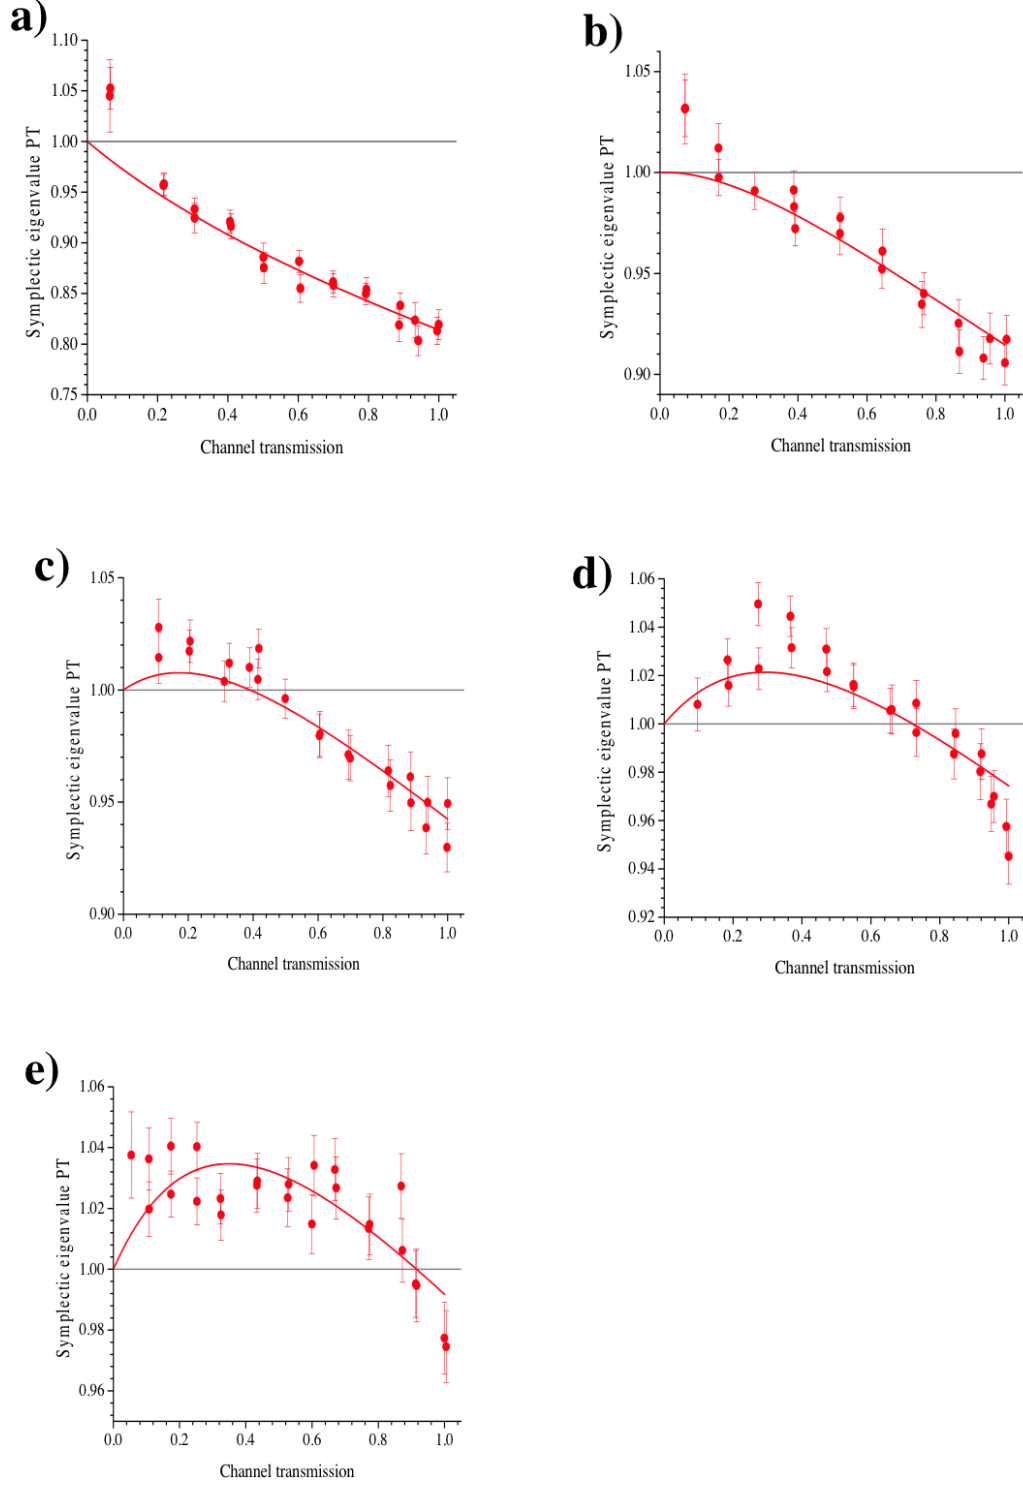 a)
1.10
1.05
1.00
0.95
0.90
0.85
0.80
0.75
Symplectic eigenvalue PT
0.0 0.2 0.4 0.6 0.8 1.0
Channel transmission
b)
1.05
1.00
0.95
0.90
Symplectic eigenvalue PT
0.0 0.2 0.4 0.6 0.8 1.0
Channel transmission
c)
1.05
1.00
0.95
0.90
Symplectic eigenvalue PT
0.0 0.2 0.4 0.6 0.8 1.0
Channel transmission
d)
1.06
1.04
1.02
1.00
0.98
0.96
0.94
0.92
Symplectic eigenvalue PT
0.0 0.2 0.4 0.6 0.8 1.0
Channel transmission
e)
1.06
1.04
1.02
1.00
0.98
0.96
Symplectic eigenvalue PT
0.0 0.2 0.4 0.6 0.8 1.0
Channel transmission